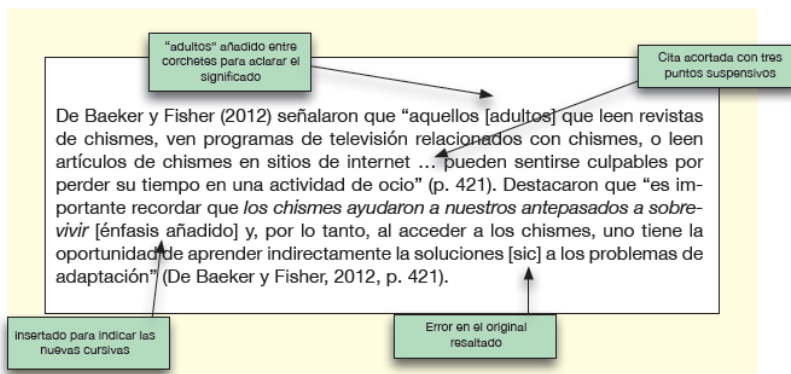 "adultos" añadido entre
corchetes para aclarar el
significado
Cita acortada con tres
puntos suspensivos
De Baeker y Fisher (2012) señalaron que “aquellos [adultos] que leen revistas
de chismes, ven programas de televisión relacionados con chismes, o leen
artículos de chismes en sitios de internet … pueden sentirse culpables por
perder su tiempo en una actividad de ocio” (p. 421). Destacaron que “es im-
portante recordar que los chismes ayudaron a nuestros antepasados a sobre-
vivir [énfasis añadido] y, por lo tanto, al acceder a los chismes, uno tiene la
oportunidad de aprender indirectamente la soluciones [sic] a los problemas de
adaptación” (De Baeker y Fisher, 2012, p. 421).
insertado para indicar las
nuevas cursivas
Error en el original
resaltado